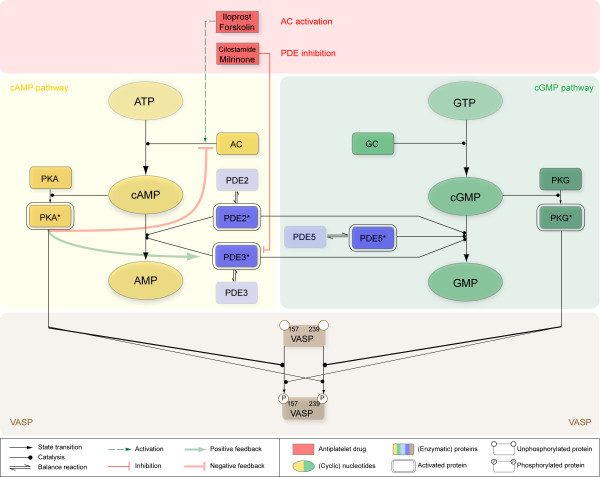 Iloprost
Forskolin
AC activation
Cilostamide
Milrinone
PDE inhibition
cAMP pathway
cGMP pathway
ATP
GTP
AC
GC
PKA
cAMP
PDE2
cGMP
PKG
PKA*
PDE2*
PKG*
PDE5
PDE5*
PDE3*
AMP
PDE3
GMP
157 239
VASP
P P
157 239
VASP
VASP
VASP
State transition
Activation
Positive feedback
Antiplatelet drug
(Enzymatic) proteins
Unphosphorylated protein
Catalysis
Balance reaction
Inhibition
Negative feedback
(Cyclic) nucleotides
Activated protein
P P
Phosphorylated protein